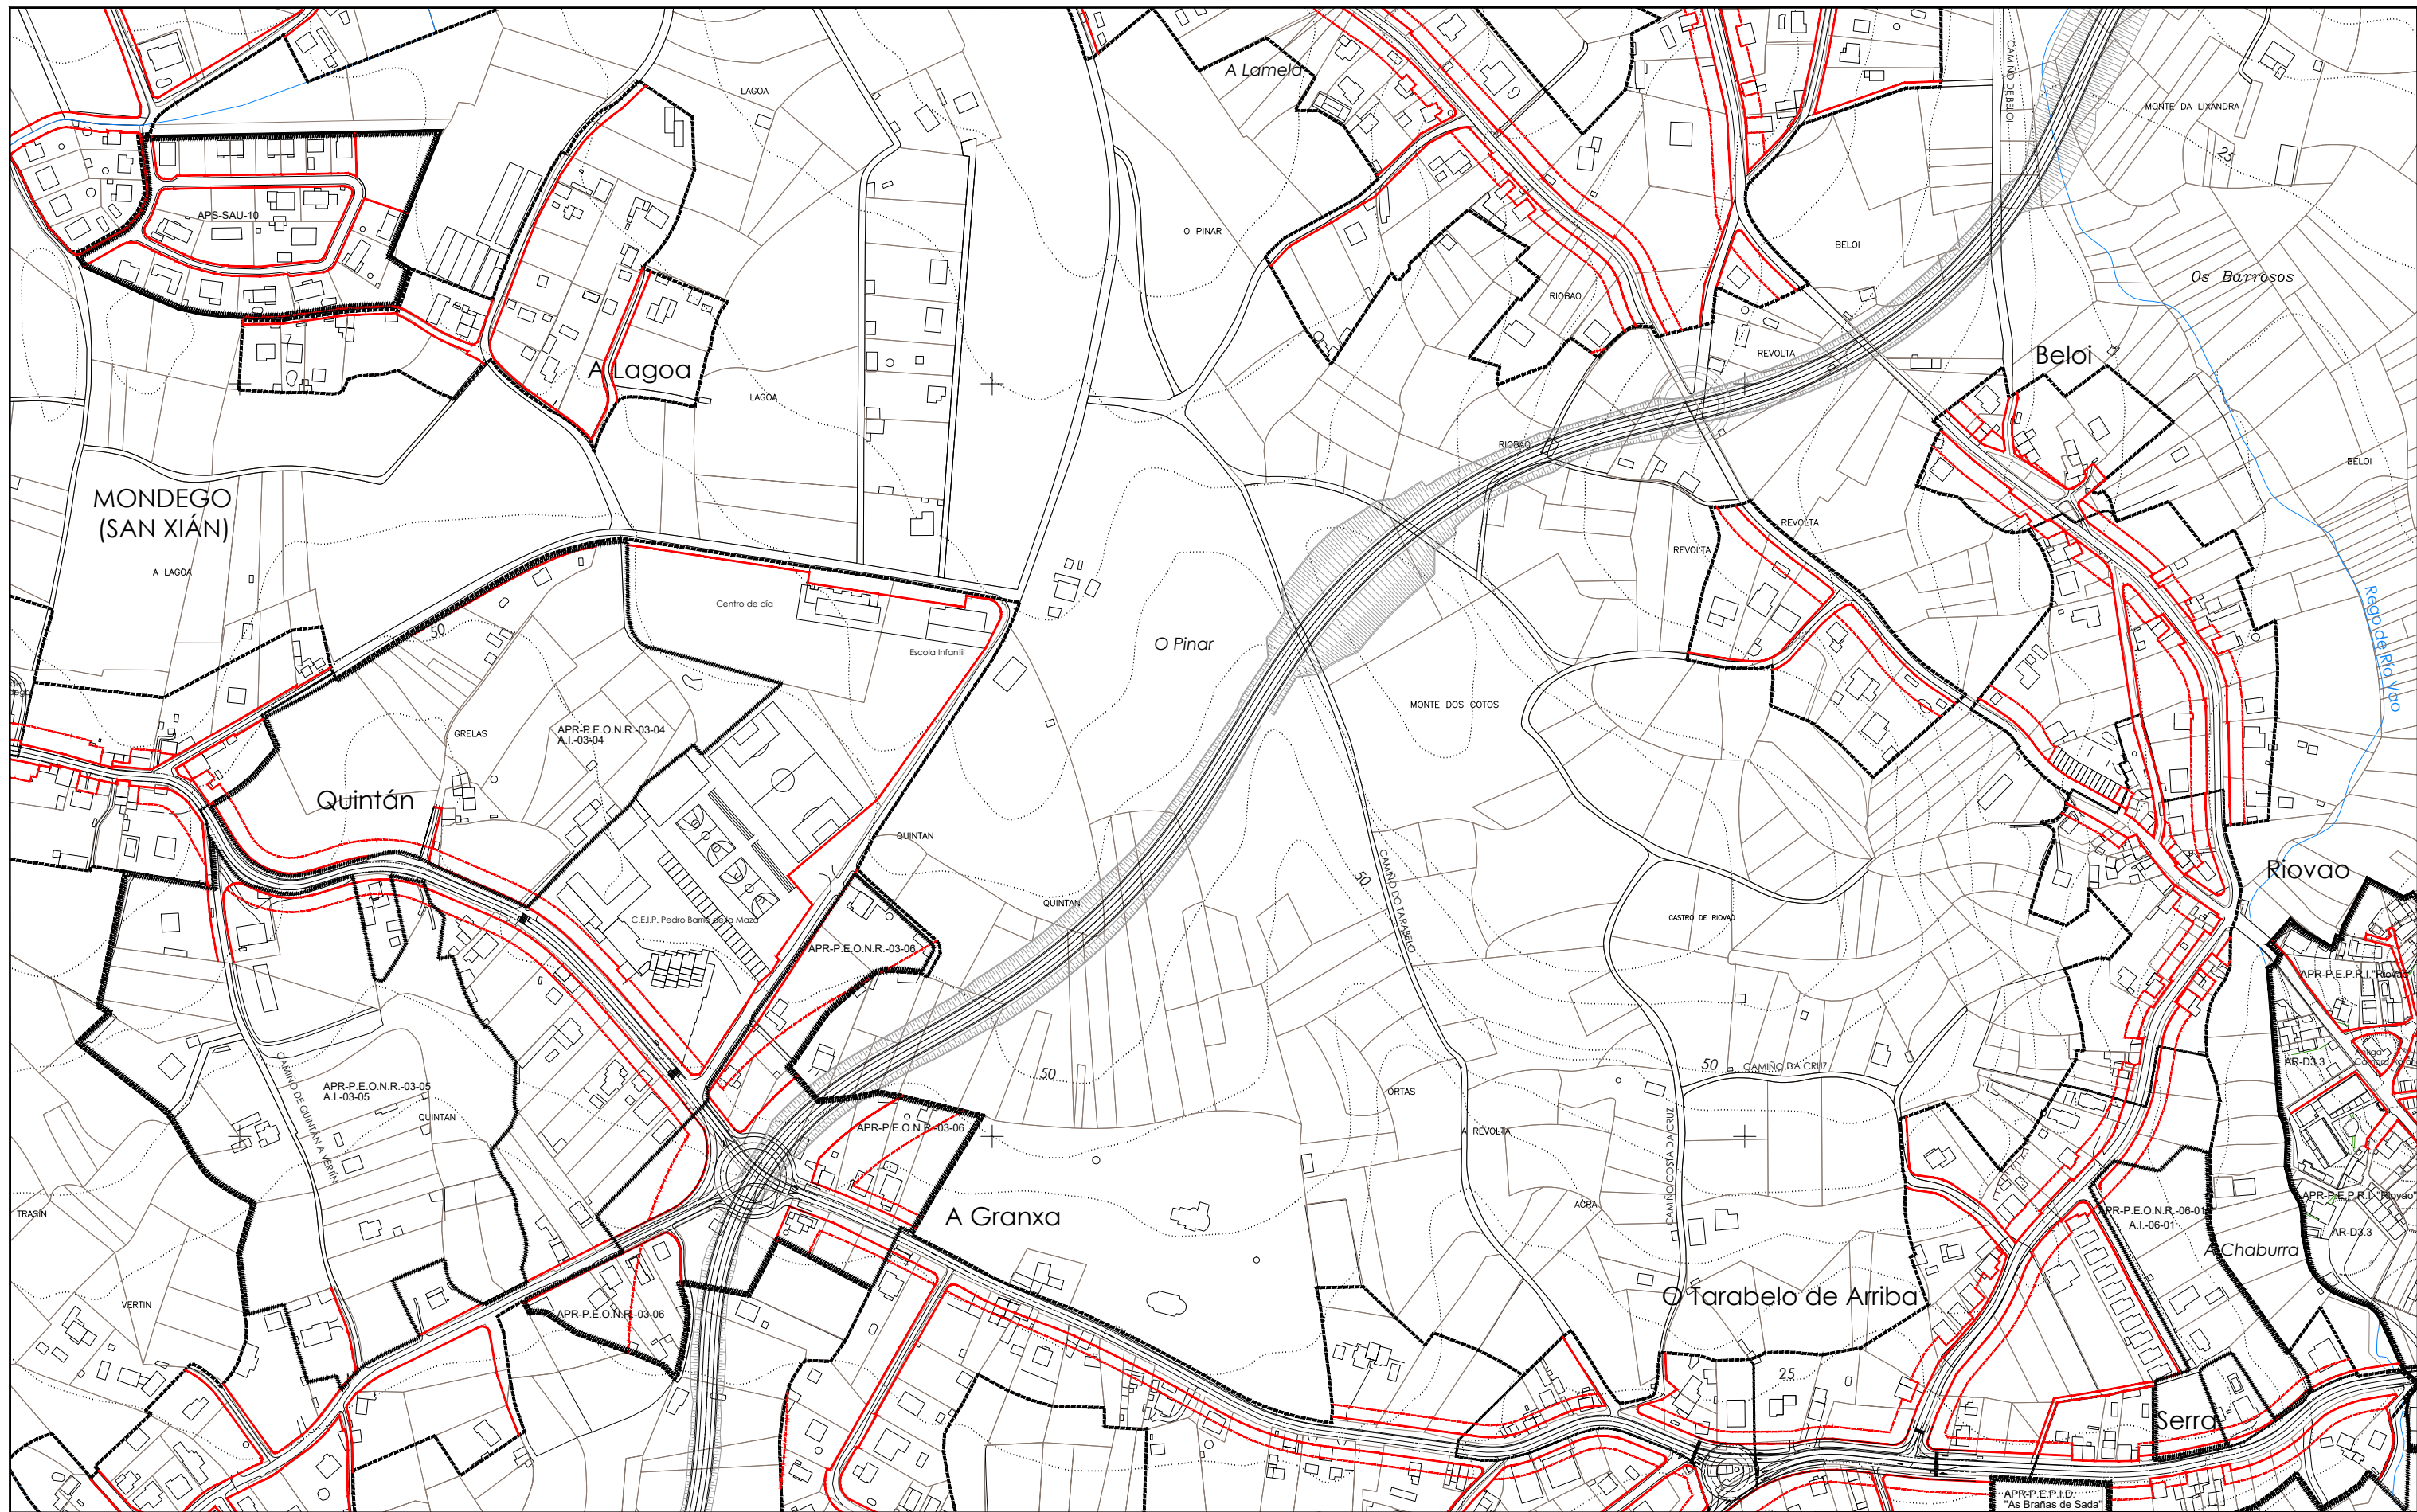 A Lamela
LAGOA
CAMIÑO DE BELOI
MONTE DA LIXANDRA
BELOI
25
APS-SAU-10
O PINAR
BELOI
Os Barrosos
RIOBAO
REVOLTA
Beloi
A Lagoa
LAGOA
RIOBAO
BELOI
MONDEGO
(SAN XIÁN)
REVOLTA
REVOLTA
A LAGOA
Centro de día
Rego de Río Vao
50
Escola Infantil
O Pinar
MONTE DOS COTOS
GRELAS
APR-P.E.O.N.R.-03-04
A.I.-03-04
Quintán
QUINTAN
CAMIÑO DO TARABELO
50
Riovao
QUINTAN
C.E.I.P. Pedro Barrié de la Maza
CASTRO DE RIOVAO
APR-P.E.O.N.R.-03-06
APR-P.E.P.R.I."Riovao"
50
50
CAMIÑO DA CRUZ
AR-D3.3
CAMIÑO DE QUINTAN A VERTIN
APR-P.E.O.N.R.-03-05
A.I.-03-05
QUINTAN
ORTAS
APR-P.E.O.N.R.-03-06
A REVOLTA
CAMIÑO COSTA DA CRUZ
APR-P.E.P.R.I."Riovao"
TRASIN
A Granxa
AGRA
APR-P.E.O.N.R.-06-01
A.I.-06-01
AR-D3.3
A Chaburra
VERTIN
APR-P.E.O.N.R.-03-06
O Tarabelo de Arriba
25
Serra
APR-P.E.P.I.D.
"As Brañas de Sada"